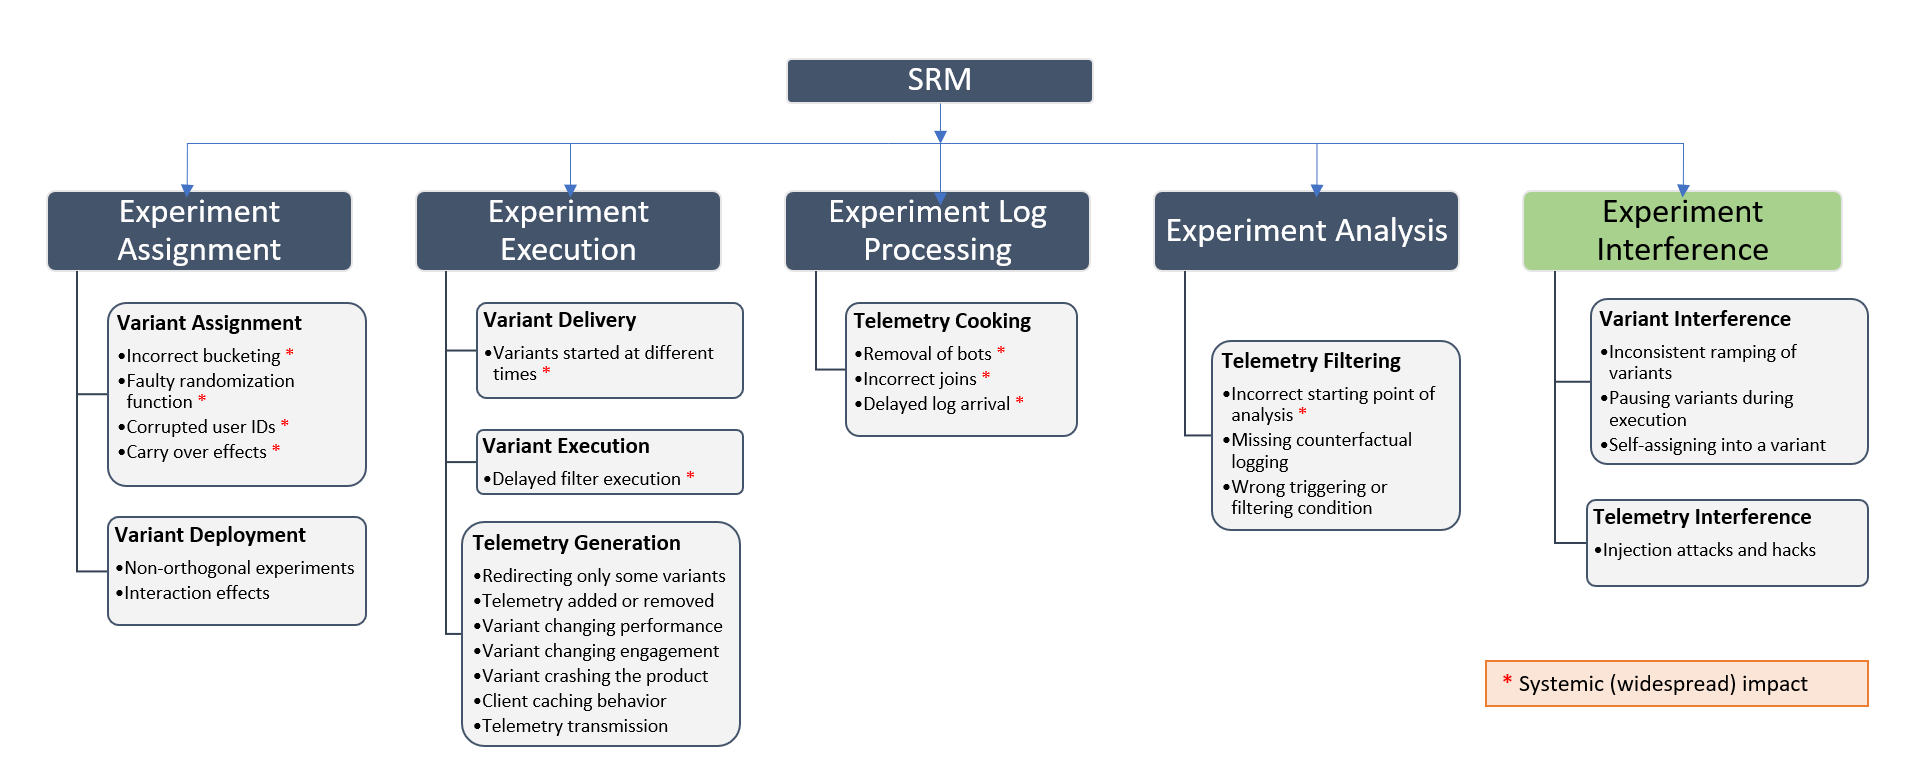 SRM
Experiment
Assignment
Variant Assignment
•Incorrect bucketing *
•Faulty randomization
function *
•Corrupted user IDs *
•Carry over effects *
Variant Deployment
•Non-orthogonal experiments
•Interaction effects
Experiment
Execution
Variant Delivery
•Variants started at different
times *
Variant Execution
•Delayed filter execution *
Telemetry Generation
•Redirecting only some variants
•Telemetry added or removed
•Variant changing performance
•Variant changing engagement
•Variant crashing the product
•Client caching behavior
•Telemetry transmission
Experiment Log
Processing
Telemetry Cooking
•Removal of bots *
•Incorrect joins *
•Delayed log arrival *
Experiment Analysis
Telemetry Filtering
•Incorrect starting point of
analysis *
•Missing counterfactual
logging
•Wrong triggering or
filtering condition
Experiment
Interference
Variant Interference
•Inconsistent ramping of
variants
•Pausing variants during
execution
•Self-assigning into a variant
Telemetry Interference
•Injection attacks and hacks
* Systemic (widespread) impact